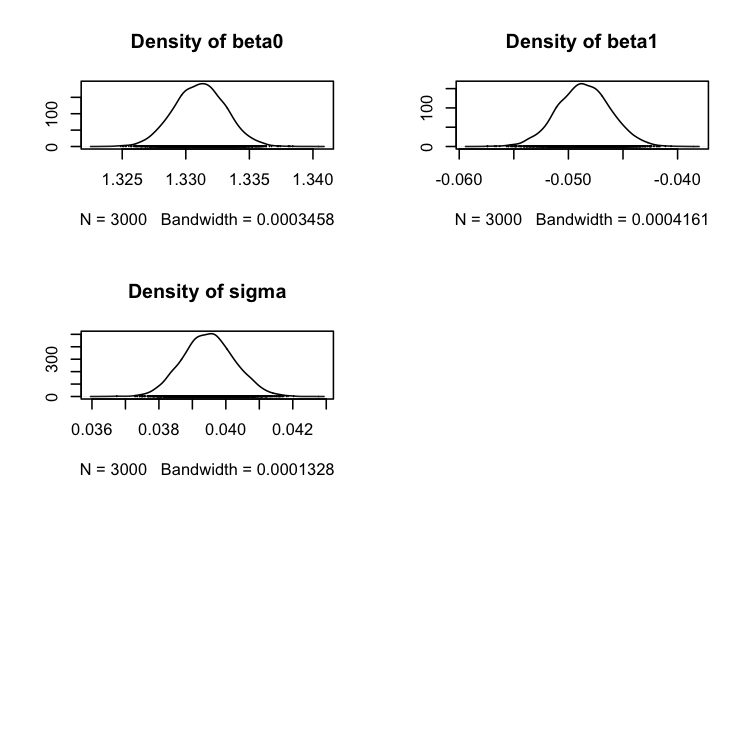 Density of beta0
0 100
1.325 1.330 1.335 1.340
N = 3000 Bandwidth = 0.0003458
Density of beta1
0 100
-0.060 -0.050 -0.040
N = 3000 Bandwidth = 0.0004161
Density of sigma
0 300
0.036 0.038 0.040 0.042
N = 3000 Bandwidth = 0.0001328